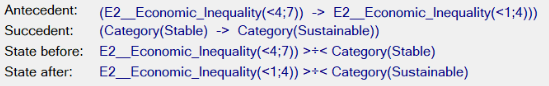 Antecedent: (E2__Economic_Inequality(<4;7)) -> E2__Economic_Inequality(<1;4)))
Succedent: (Category(Stable) -> Category(Sustainable))
State before: E2__Economic_Inequality(<4;7)) >÷< Category(Stable)
State after: E2__Economic_Inequality(<1;4)) >÷< Category(Sustainable)